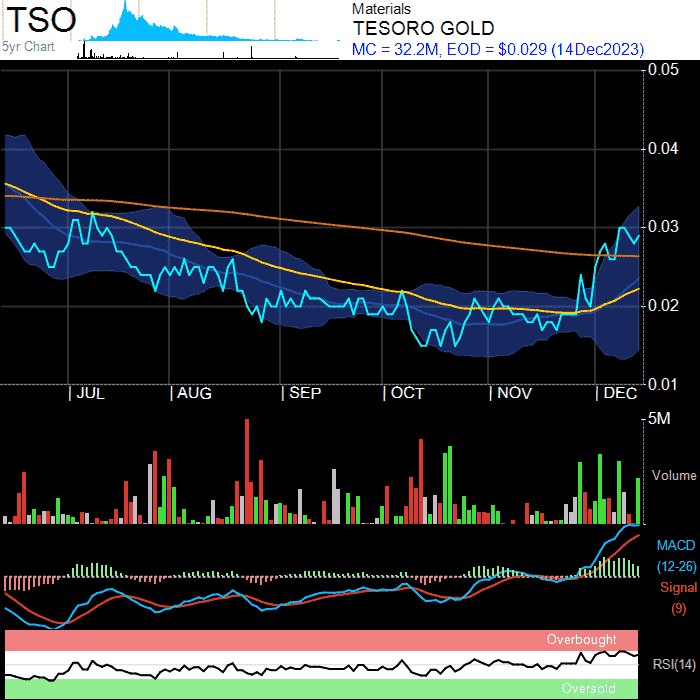 TSO
5yr Chart
Materials
TESORO GOLD
MC = 32.2M, EOD = $0.029 (14Dec2023)
0.05
0.04
0.03
0.02
0.01
JUL AUG SEP OCT NOV DEC
5M
Volume
MACD
(12-26)
Signal
(9)
Overbought
RSI(14)
Oversold